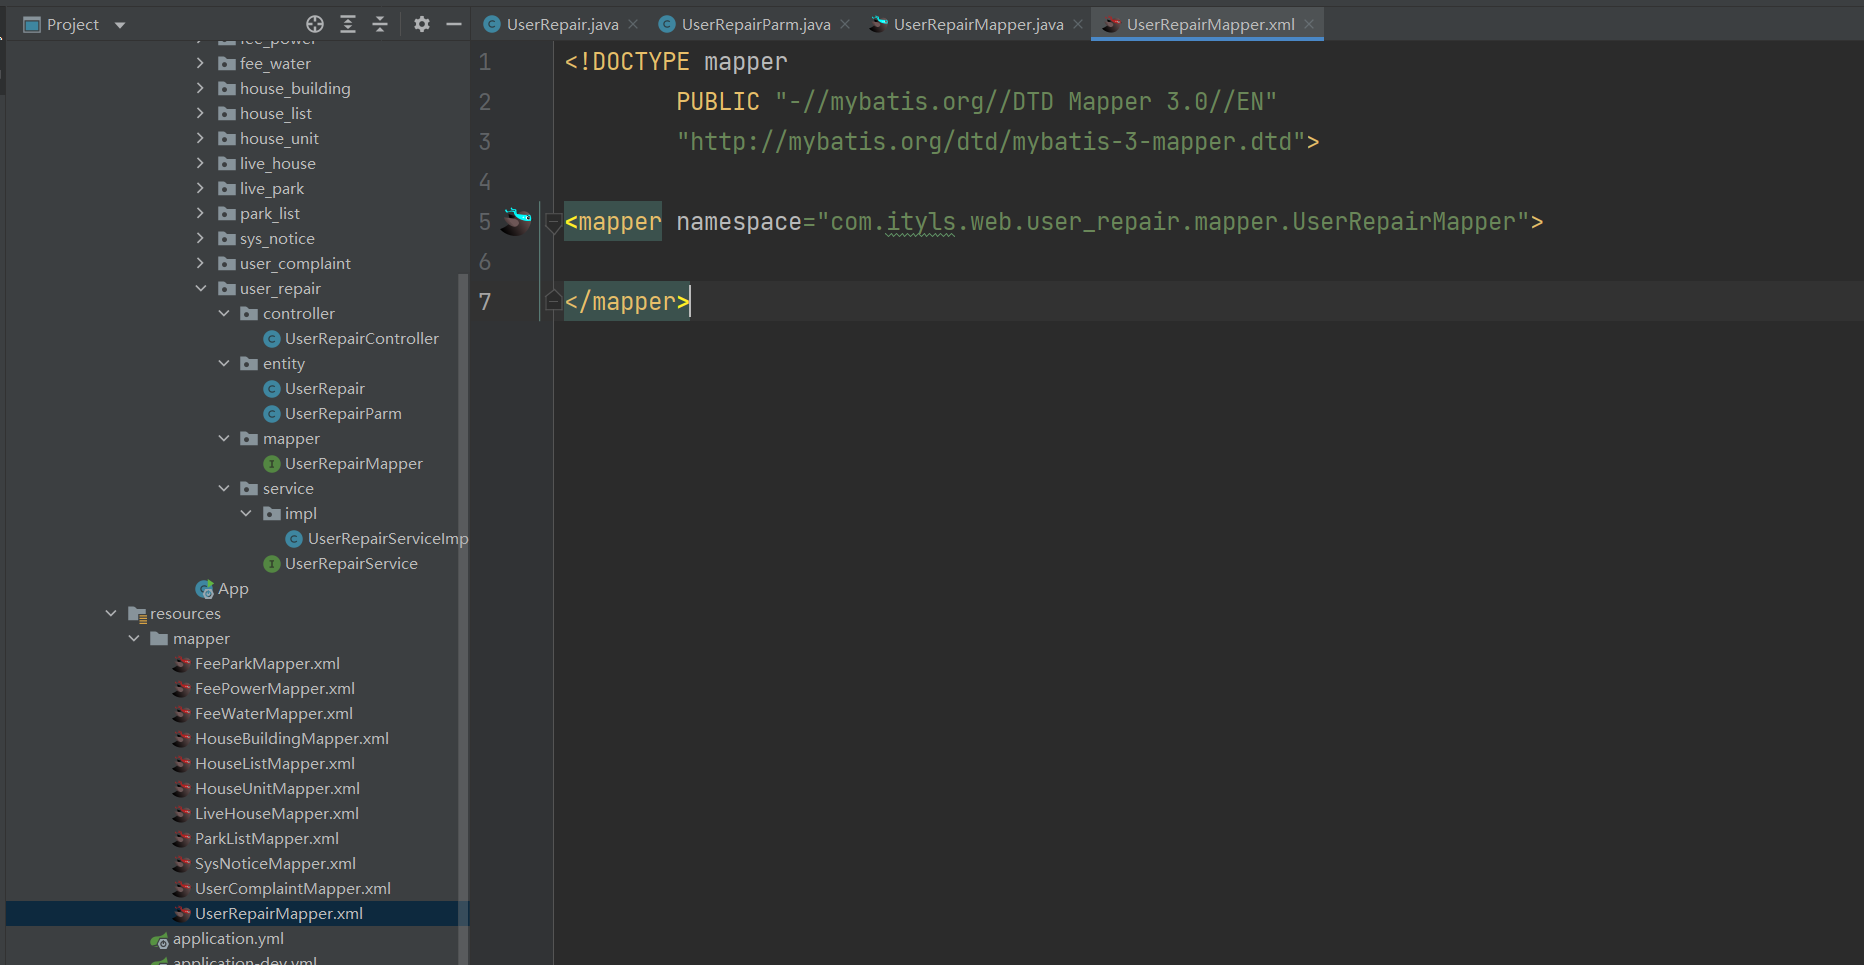 Project
UserRepair.java
UserRepairParm.java
UserRepairMapper.java
UserRepairMapper.xml
fee_power
fee_water
house_building
house_list
house_unit
live_house
live_park
park_list
sys_notice
user_complaint
user_repair
controller
UserRepairController
entity
UserRepair
UserRepairParm
mapper
UserRepairMapper
service
impl
UserRepairServiceImp
UserRepairService
App
resources
mapper
FeeParkMapper.xml
FeePowerMapper.xml
FeeWaterMapper.xml
HouseBuildingMapper.xml
HouseListMapper.xml
HouseUnitMapper.xml
LiveHouseMapper.xml
ParkListMapper.xml
SysNoticeMapper.xml
UserComplaintMapper.xml
UserRepairMapper.xml
application.yml
application-dev.yml
1 <!DOCTYPE mapper
2 PUBLIC "-//mybatis.org//DTD Mapper 3.0//EN"
3 "http://mybatis.org/dtd/mybatis-3-mapper.dtd">
4
5 <mapper namespace="com.ityls.web.user_repair.mapper.UserRepairMapper">
6
7 </mapper>